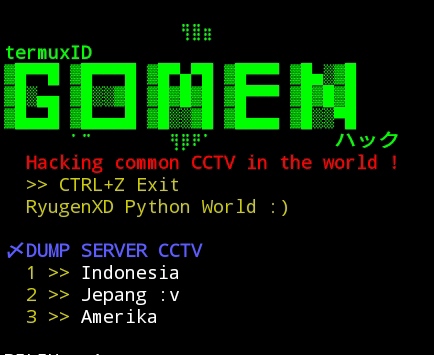 termuxID
GOMEN
ハック
Hacking common CCTV in the world !
>> CTRL+Z Exit
RyugenXD Python World :)
〆DUMP SERVER CCTV
1 >> Indonesia
2 >> Jepang :v
3 >> Amerika